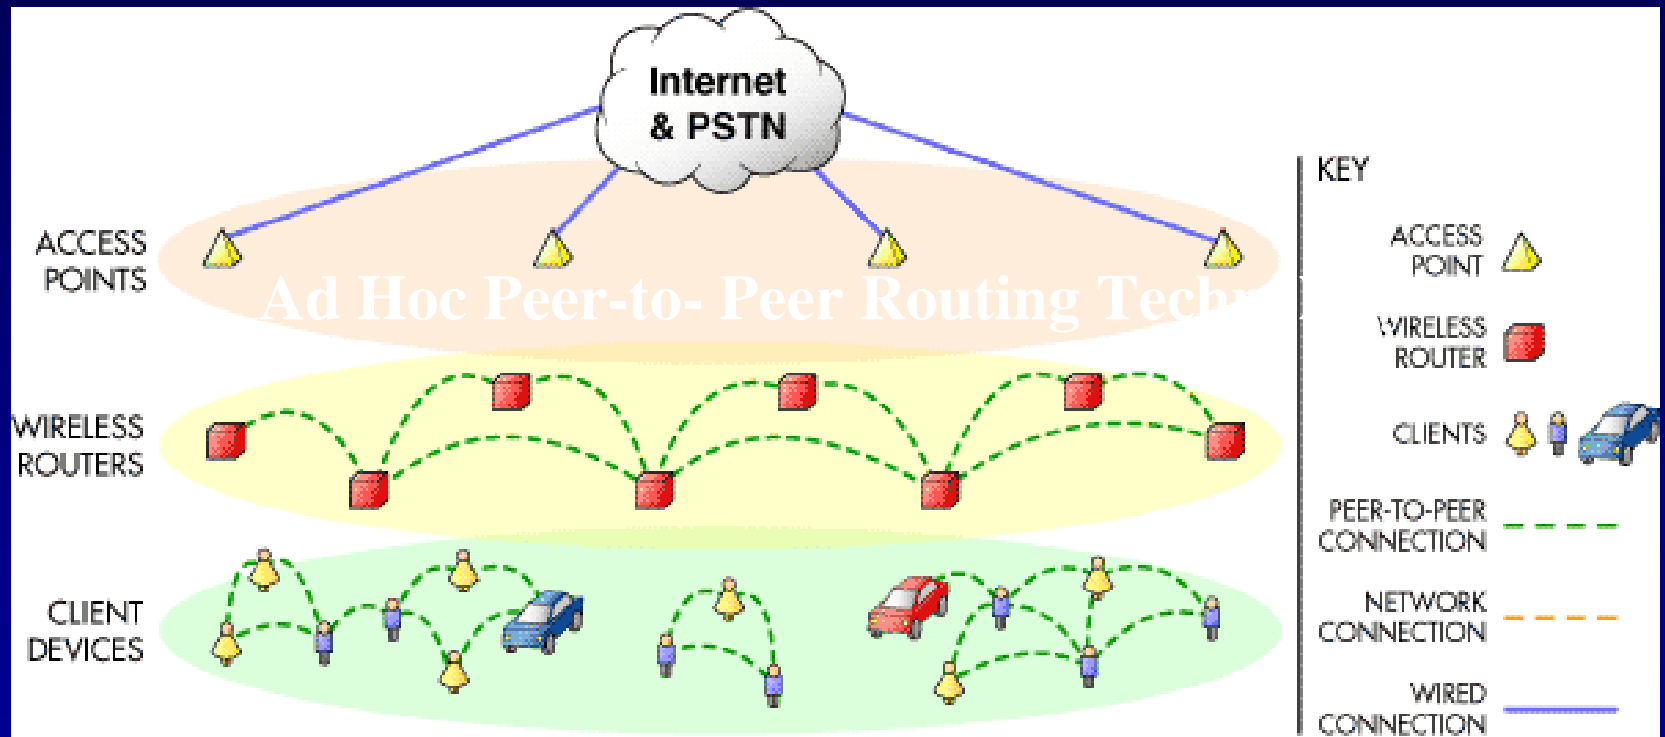 Internet
& PSTN
ACCESS
POINTS
Ad Hoc Peer-to- Peer Routing
WIRELESS
ROUTERS
CLIENT
DEVICES
KEY
ACCESS
POINT
WIRELESS
ROUTER
CLIENTS
PEER-TO-PEER
CONNECTION
NETWORK
CONNECTION
WIRED
CONNECTION